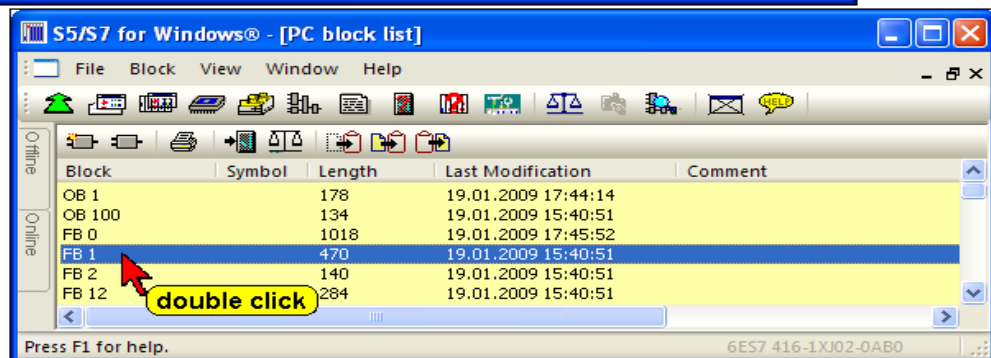 S5/S7 for Windows® - [PC block list]
File Block View Window Help
HELP
Offline
Online
Block Symbol Length Last Modification Comment
OB 1 178 19.01.2009 17:44:14
OB 100 134 19.01.2009 15:40:51
FB 0 1018 19.01.2009 17:45:52
FB 1 470 19.01.2009 15:40:51
FB 2 140 19.01.2009 15:40:51
FB 12 284 19.01.2009 15:40:51
double click
Press F1 for help. 6ES7 416-1XJ02-0AB0